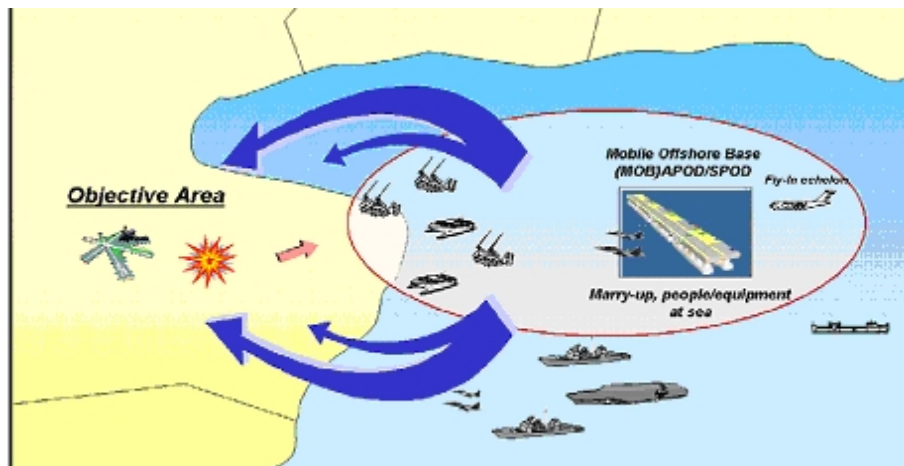 Objective Area
Mobile Offshore Base
(MOB)APOD/SPOD
Fly-In echelon
Marry-up, people/equipment
at sea